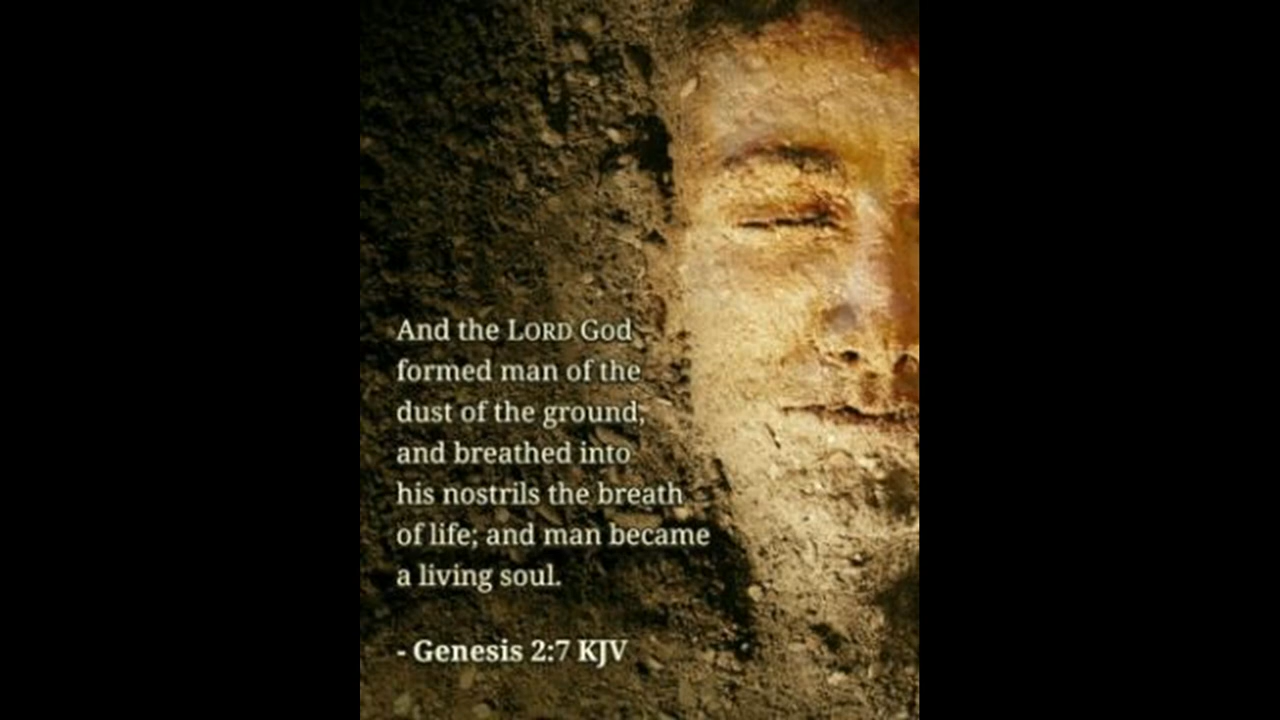 And the LORD God
formed man of the
dust of the ground,
and breathed into
his nostrils the breath
of life; and man became
a living soul.
- Genesis 2:7 KJV